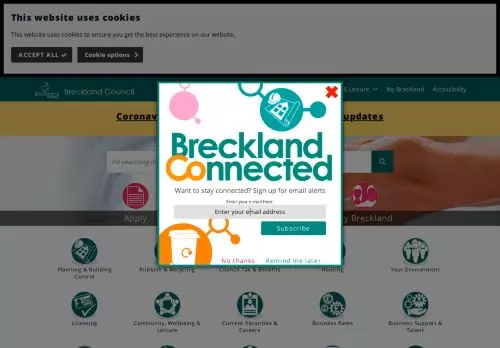 This website uses cookies
This website uses cookies to ensure you get the best experience on our website.
ACCEPT ALL
Cookie options
Breckland
Breckland Council
& Leisure
My Breckland
Accessibility
Coronav
updates
I'm searching
Apply
y Breckland
Breckland
Connected
Want to stay connected? Sign up for email alerts
Enter your e-mail here:
Enter your email address
Subscribe
No thanks
Remind me later
Planning & Building
Control
Rubbish & Recycling
Council Tax & Benefits
Housing
Your Environment
Licensing
Community, Wellbeing &
Leisure
Current Vacancies &
Careers
Business Rates
Business Support &
Talent